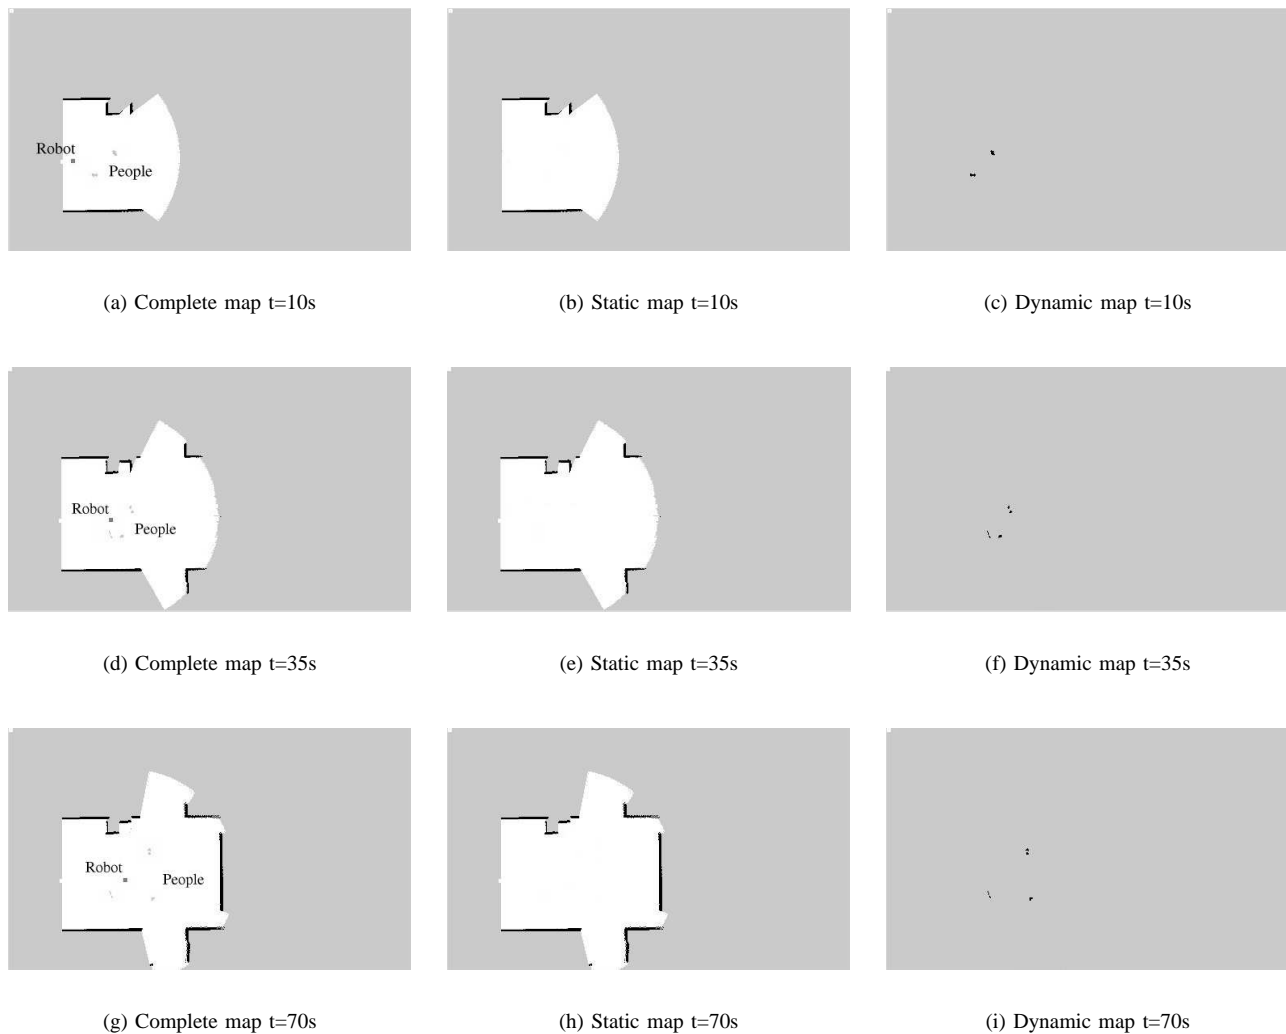 Robot
People
(a) Complete map t=10s
(b) Static map t=10s
(c) Dynamic map t=10s
Robot
People
(d) Complete map t=35s
(e) Static map t=35s
(f) Dynamic map t=35s
Robot
People
(g) Complete map t=70s
(h) Static map t=70s
(i) Dynamic map t=70s